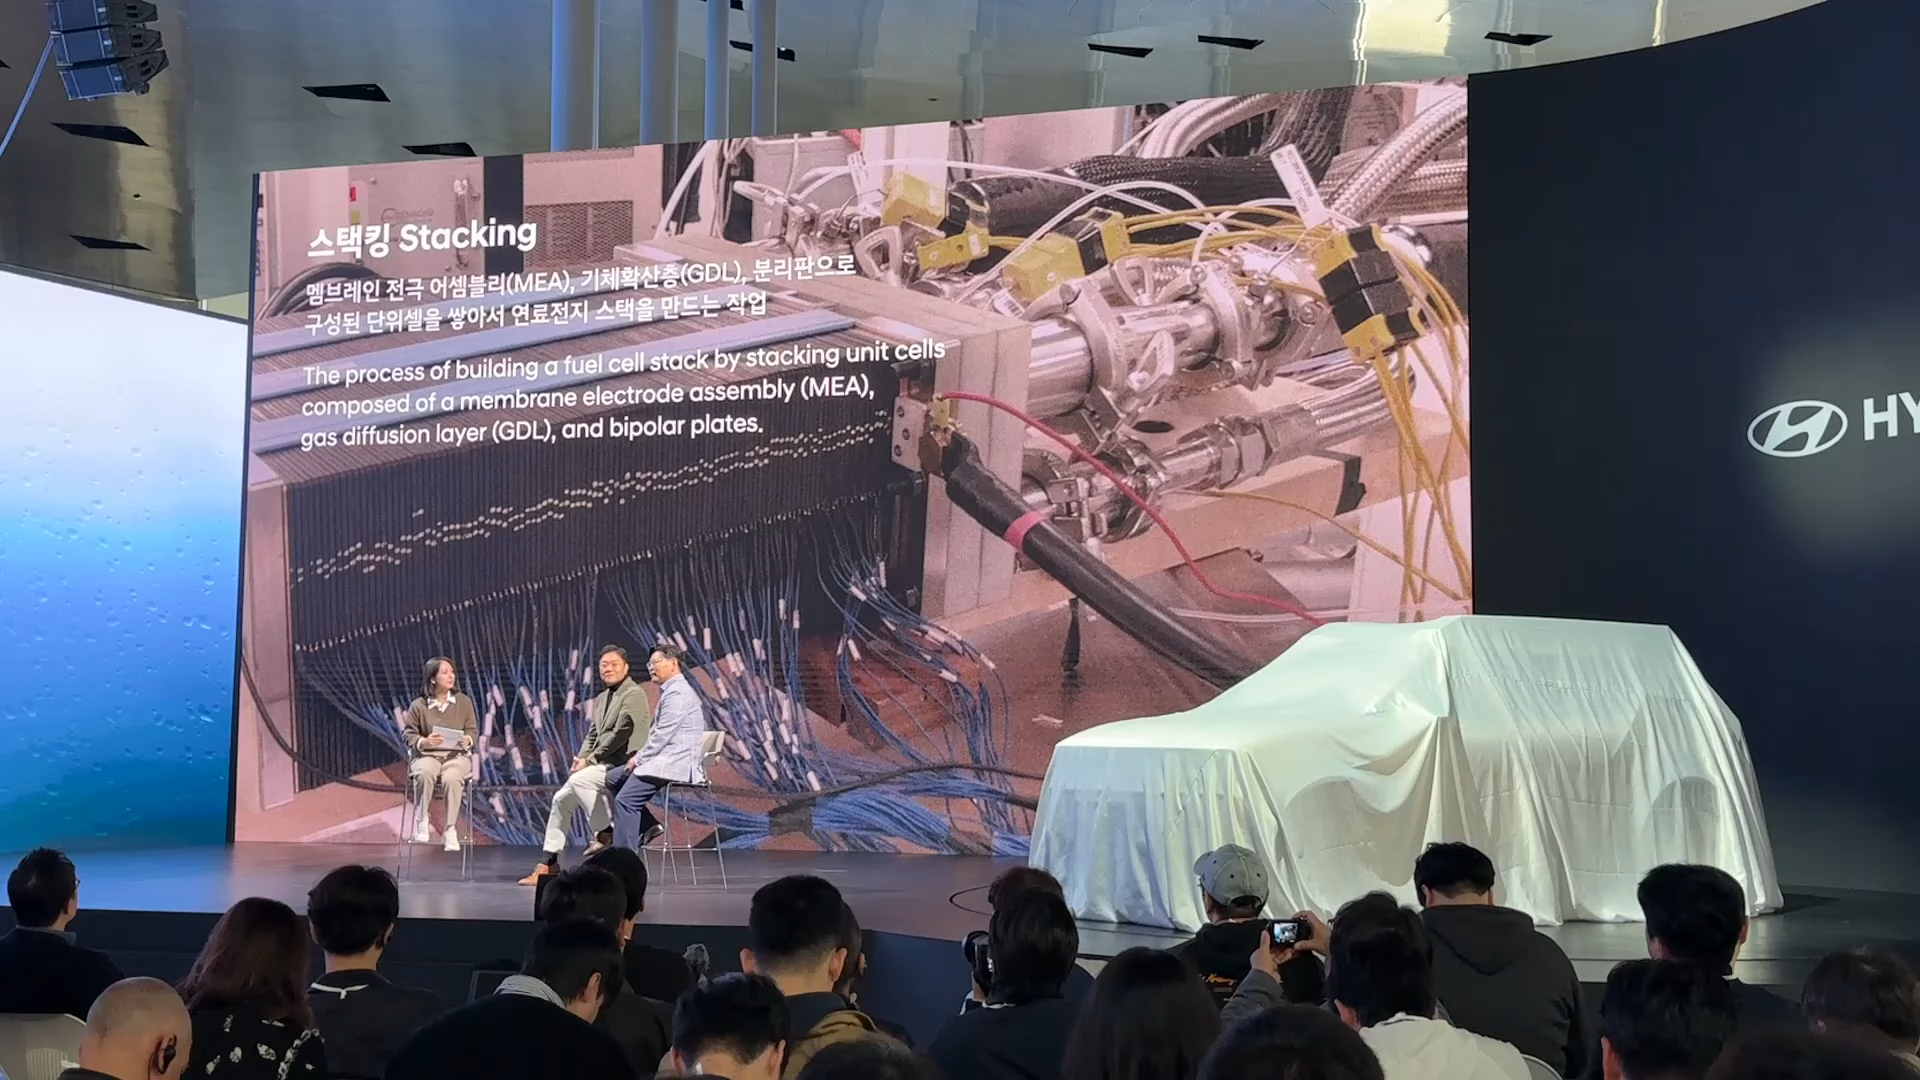 스택킹 Stacking
멤브레인 전극 어셈블리(MEA), 기체확산층(GDL), 분리판으로
구성된 단위셀을 쌓아서 연료전지 스택을 만드는 작업
The process of building a fuel cell stack by stacking unit cells
composed of a membrane electrode assembly (MEA),
gas diffusion layer (GDL), and bipolar plates.
HY